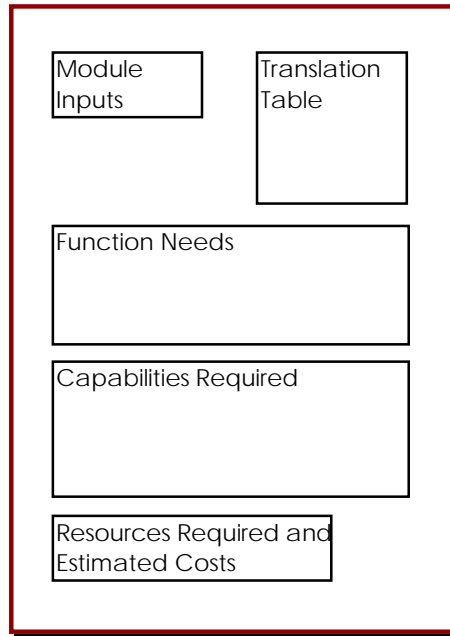 Module
Inputs
Translation
Table
Function Needs
Capabilities Required
Resources Required and
Estimated Costs